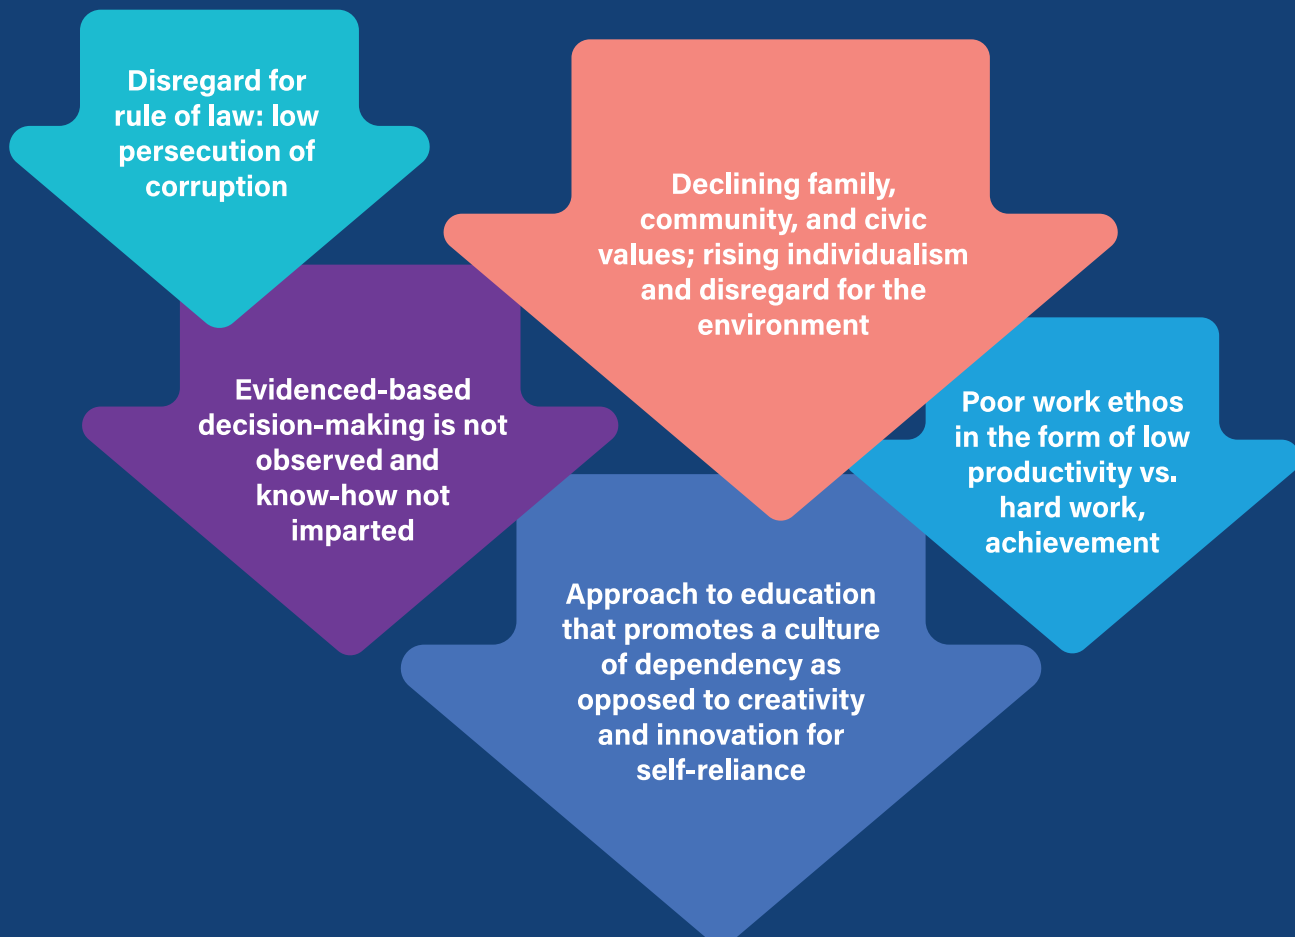 Disregard for
rule of law: low
persecution of
corruption
Declining family,
community, and civic
values; rising individualism
and disregard for the
environment
Evidenced-based
decision-making is not
observed and
know-how not
imparted
Poor work ethos
in the form of low
productivity vs.
hard work,
achievement
Approach to education
that promotes a culture
of dependency as
opposed to creativity
and innovation for
self-reliance